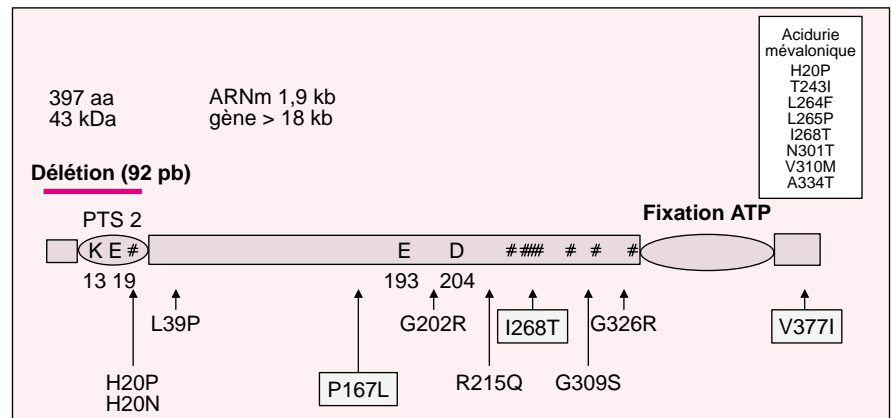 Acidurie
mévalonique
H20P
T243I
L264F
L265P
I268T
N301T
V310M
A334T
397 aa
ARNm 1,9 kb
43 kDa
gène > 18 kb
Délétion (92 pb)
PTS 2
Fixation ATP
K E # E D # ### # # #
13 19 193 204
L39P
G202R
I268T
G326R
V377I
H20P
H20N
P167L
R215Q
G309S